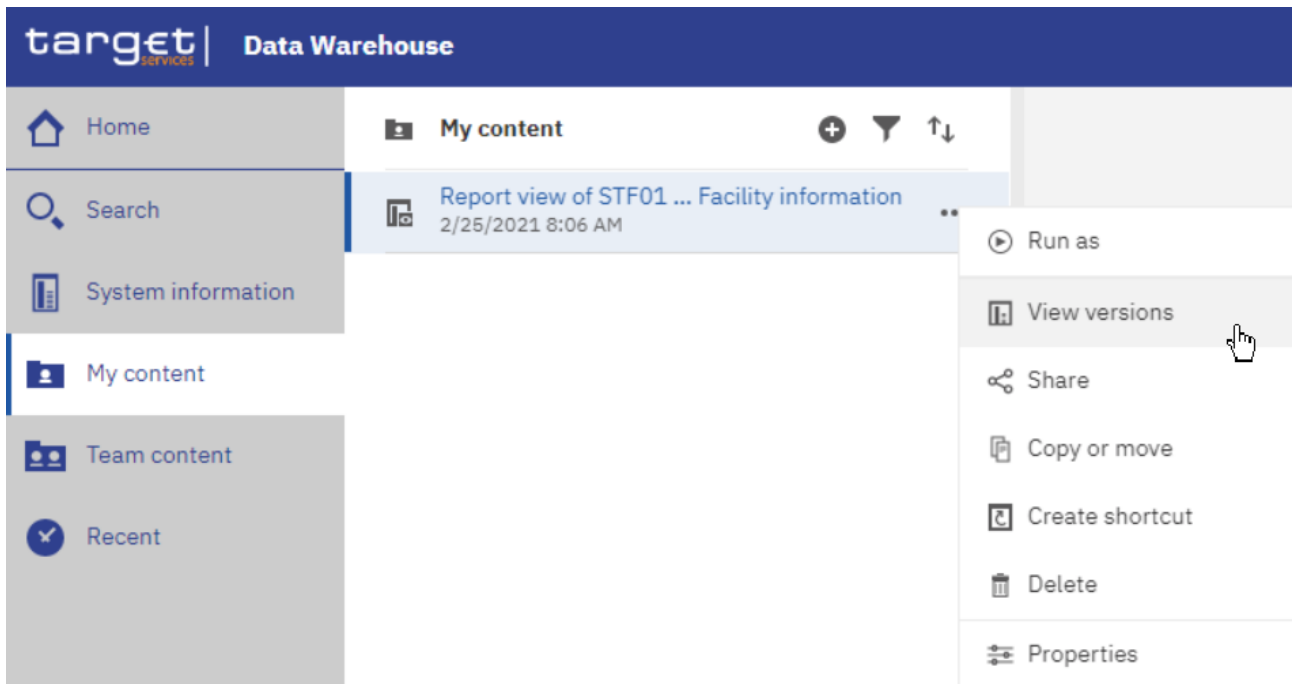 target services | Data Warehouse
Home
Search
System information
My content
Team content
Recent
My content
Report view of STF01 ... Facility information
2/25/2021 8:06 AM
Run as
View versions
Share
Copy or move
Create shortcut
Delete
Properties